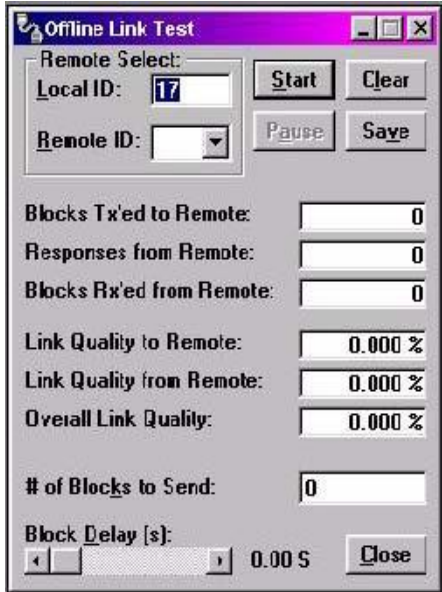 Offline Link Test
Remote Select:
Local ID: 17
Remote ID:
Start
Clear
Pause
Save
Blocks Tx'ed to Remote: 0
Responses from Remote: 0
Blocks Rx'ed from Remote: 0
Link Quality to Remote: 0.000 %
Link Quality from Remote: 0.000 %
Overall Link Quality: 0.000 %
# of Blocks to Send: 0
Block Delay (s):
0.00 S
Close